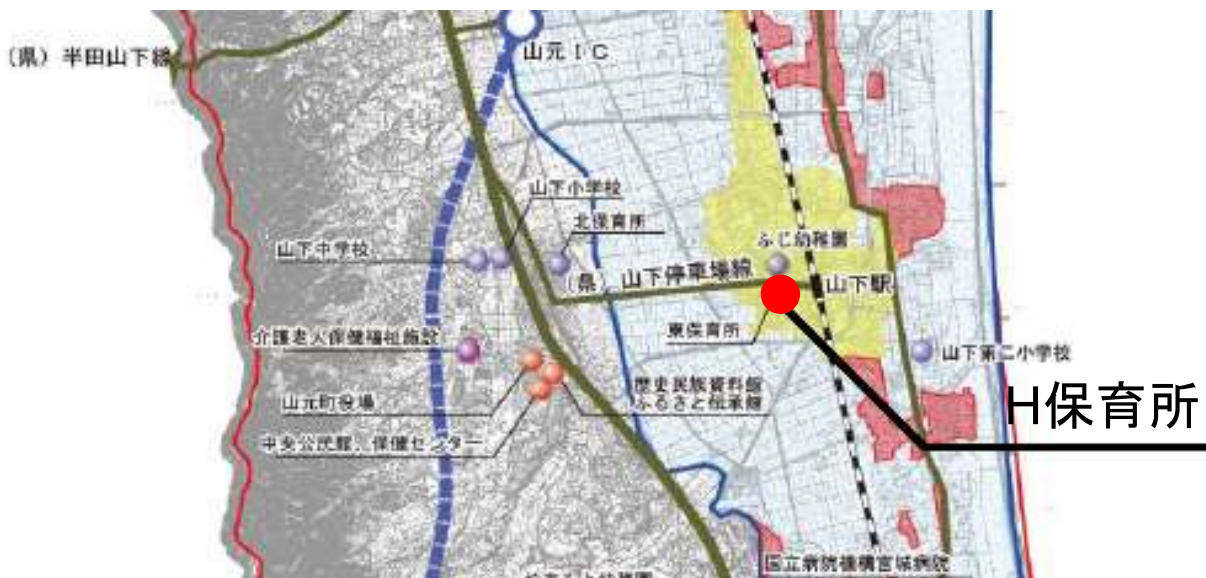 山元IC
(県) 半田山下線
山下小学校
北保育所
山下中学校
ふじ幼稚園
(県) 山下停車場線
山下駅
東保育所
介護老人保健福祉施設
山下第二小学校
歴史民族資料館
ふるさと伝承館
山元町役場
H保育所
中央公民館、保健センター
国立病院機構宮城病院